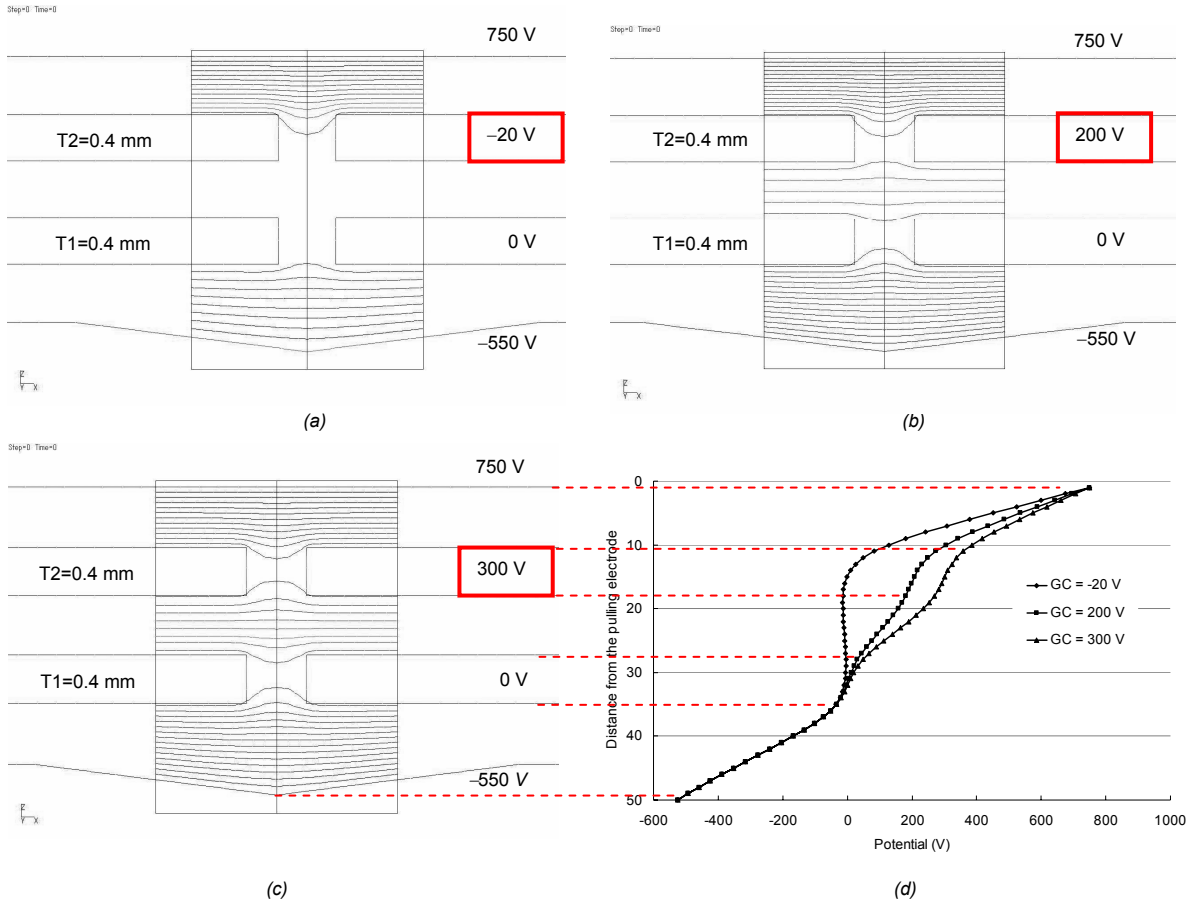 Step=0 Time=0
750 V
T2=0.4 mm
−20 V
T1=0.4 mm
0 V
−550 V
Z
Y X
(a)
Step=0 Time=0
750 V
T2=0.4 mm
200 V
T1=0.4 mm
0 V
−550 V
Z
Y X
(b)
Step=0 Time=0
750 V
T2=0.4 mm
300 V
T1=0.4 mm
0 V
−550 V
Z
Y X
(c)
Distance from the pulling electrode
0
10
20
30
40
50
-600
-400
-200
0
200
400
600
800
1000
Potential (V)
GC = -20 V
GC = 200 V
GC = 300 V
(d)